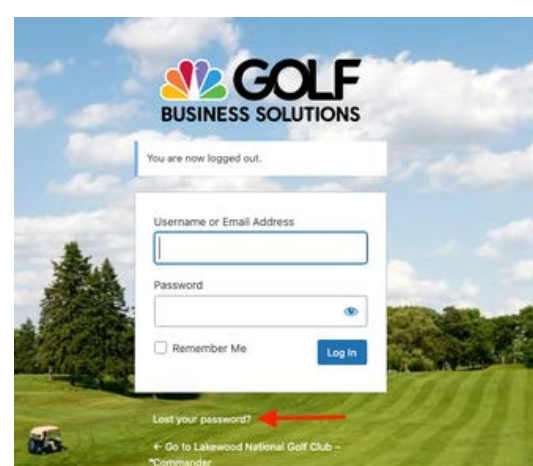 GOLF
BUSINESS SOLUTIONS
You are now logged out.
Username or Email Address
Password
Remember Me
Log In
Lost your password?
← Go to Lakewood National Golf Club –
"Commander